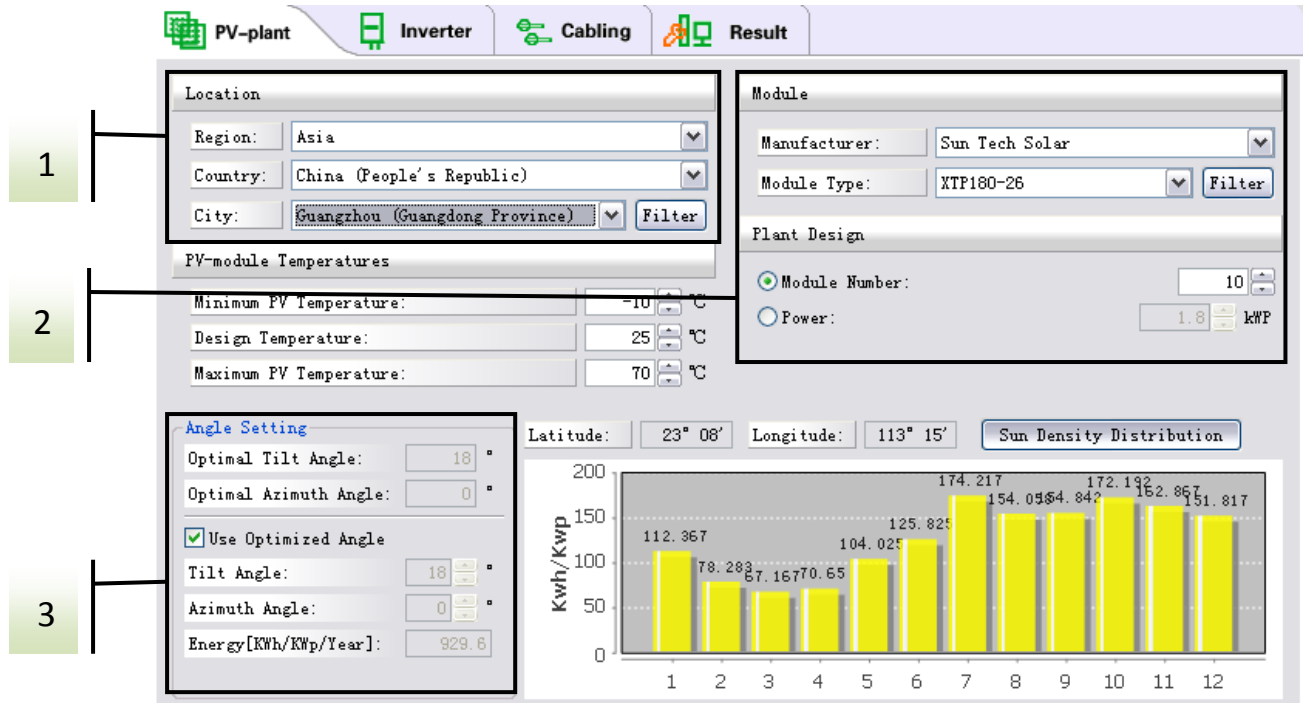 PV-plant Inverter Cabling Result
1
Location
Region: Asia
Country: China (People's Republic)
City: Guangzhou (Guangdong Province) Filter
Module
Manufacturer: Sun Tech Solar
Module Type: XTP180-26 Filter
2
PV-module Temperatures
Minimum PV Temperature: -10 ℃
Design Temperature: 25 ℃
Maximum PV Temperature: 70 ℃
Plant Design
Module Number: 10
Power: 1.8 kWP
3
Angle Setting
Optimal Tilt Angle: 18 °
Optimal Azimuth Angle: 0 °
Use Optimized Angle
Tilt Angle: 18 °
Azimuth Angle: 0 °
Energy[KWh/KWp/Year]: 929.6
Latitude: 23° 08′ Longitude: 113° 15′ Sun Density Distribution
Kwh/Kwp
200
150
100
50
0
112.367
78.283
67.167
70.65
104.025
125.825
174.217
154.058
154.842
172.192
162.867
151.817
1 2 3 4 5 6 7 8 9 10 11 12